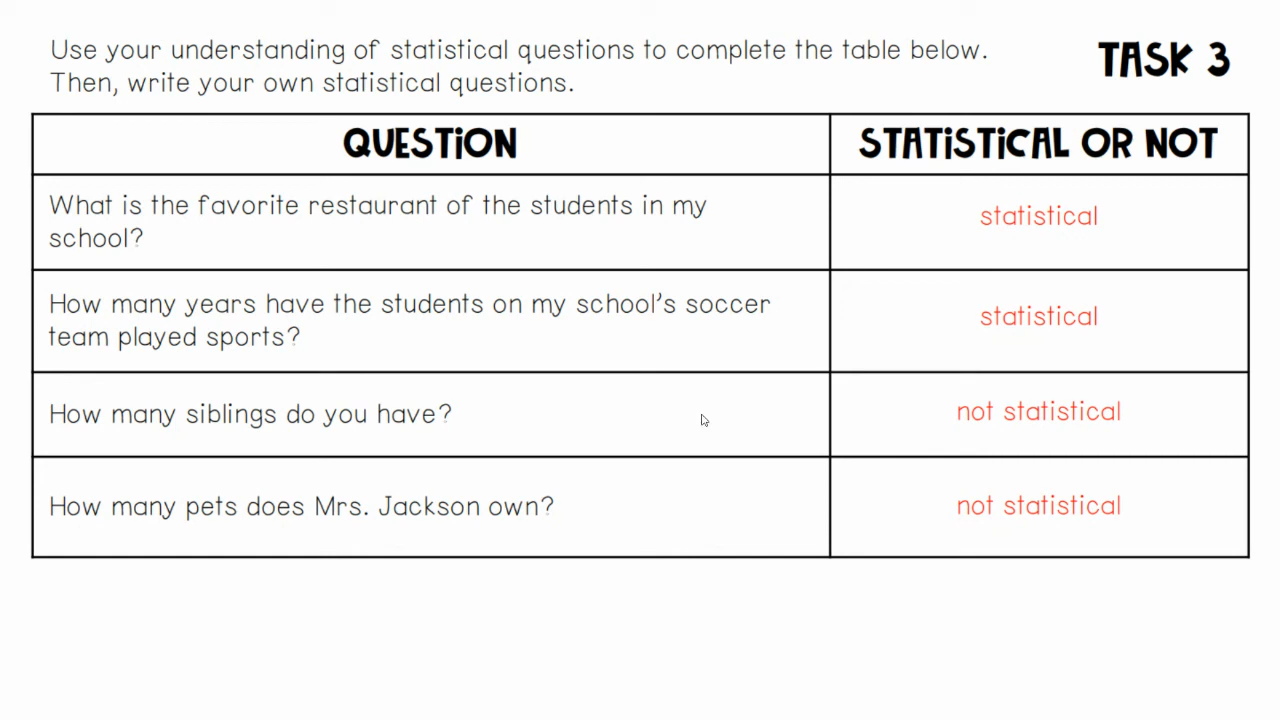 Use your understanding of statistical questions to complete the table below.
Then, write your own statistical questions.
TASK 3
QUESTION
STATISTICAL OR NOT
What is the favorite restaurant of the students in my
school?
statistical
How many years have the students on my school's soccer
team played sports?
statistical
How many siblings do you have?
not statistical
How many pets does Mrs. Jackson own?
not statistical